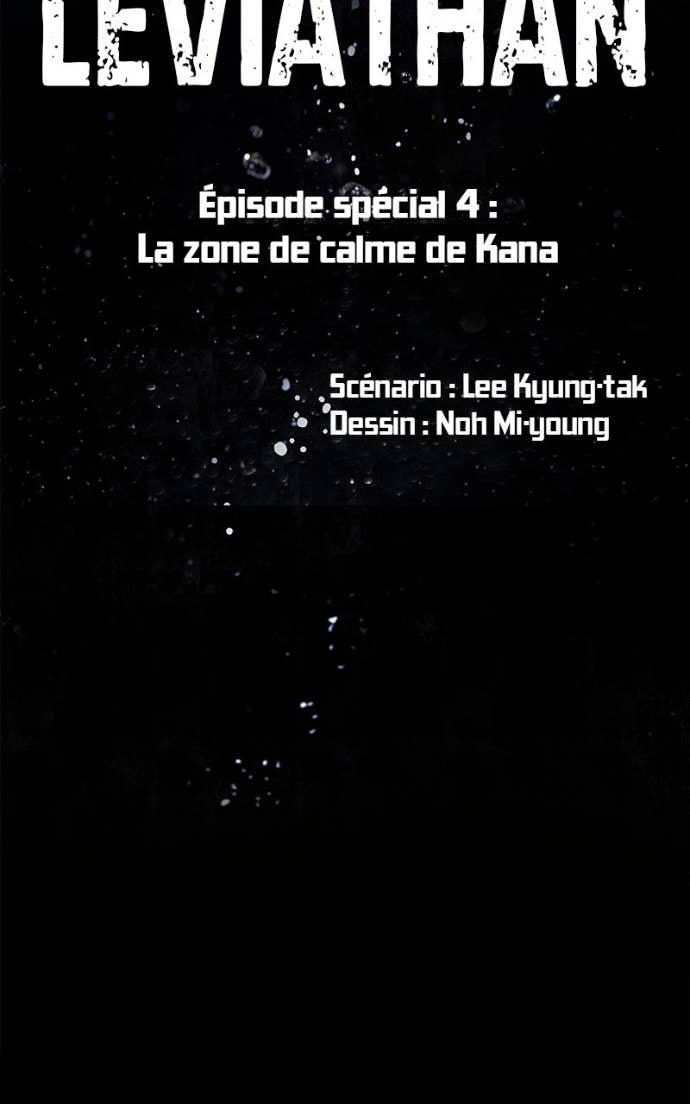 LEVIATHAN
Épisode spécial 4 :
La zone de calme de Kana
Scénario : Lee Kyung-tak
Dessin : Noh Mi-young